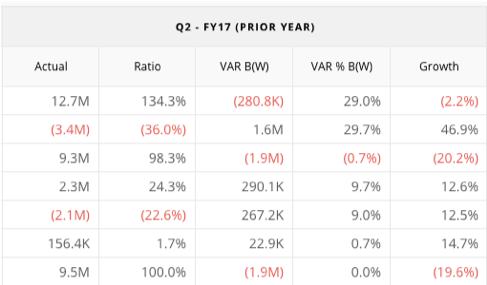 Q2 - FY17 (PRIOR YEAR)
Actual Ratio VAR B(W) VAR % B(W) Growth
12.7M 134.3% (280.8K) 29.0% (2.2%)
(3.4M) (36.0%) 1.6M 29.7% 46.9%
9.3M 98.3% (1.9M) (0.7%) (20.2%)
2.3M 24.3% 290.1K 9.7% 12.6%
(2.1M) (22.6%) 267.2K 9.0% 12.5%
156.4K 1.7% 22.9K 0.7% 14.7%
9.5M 100.0% (1.9M) 0.0% (19.6%)